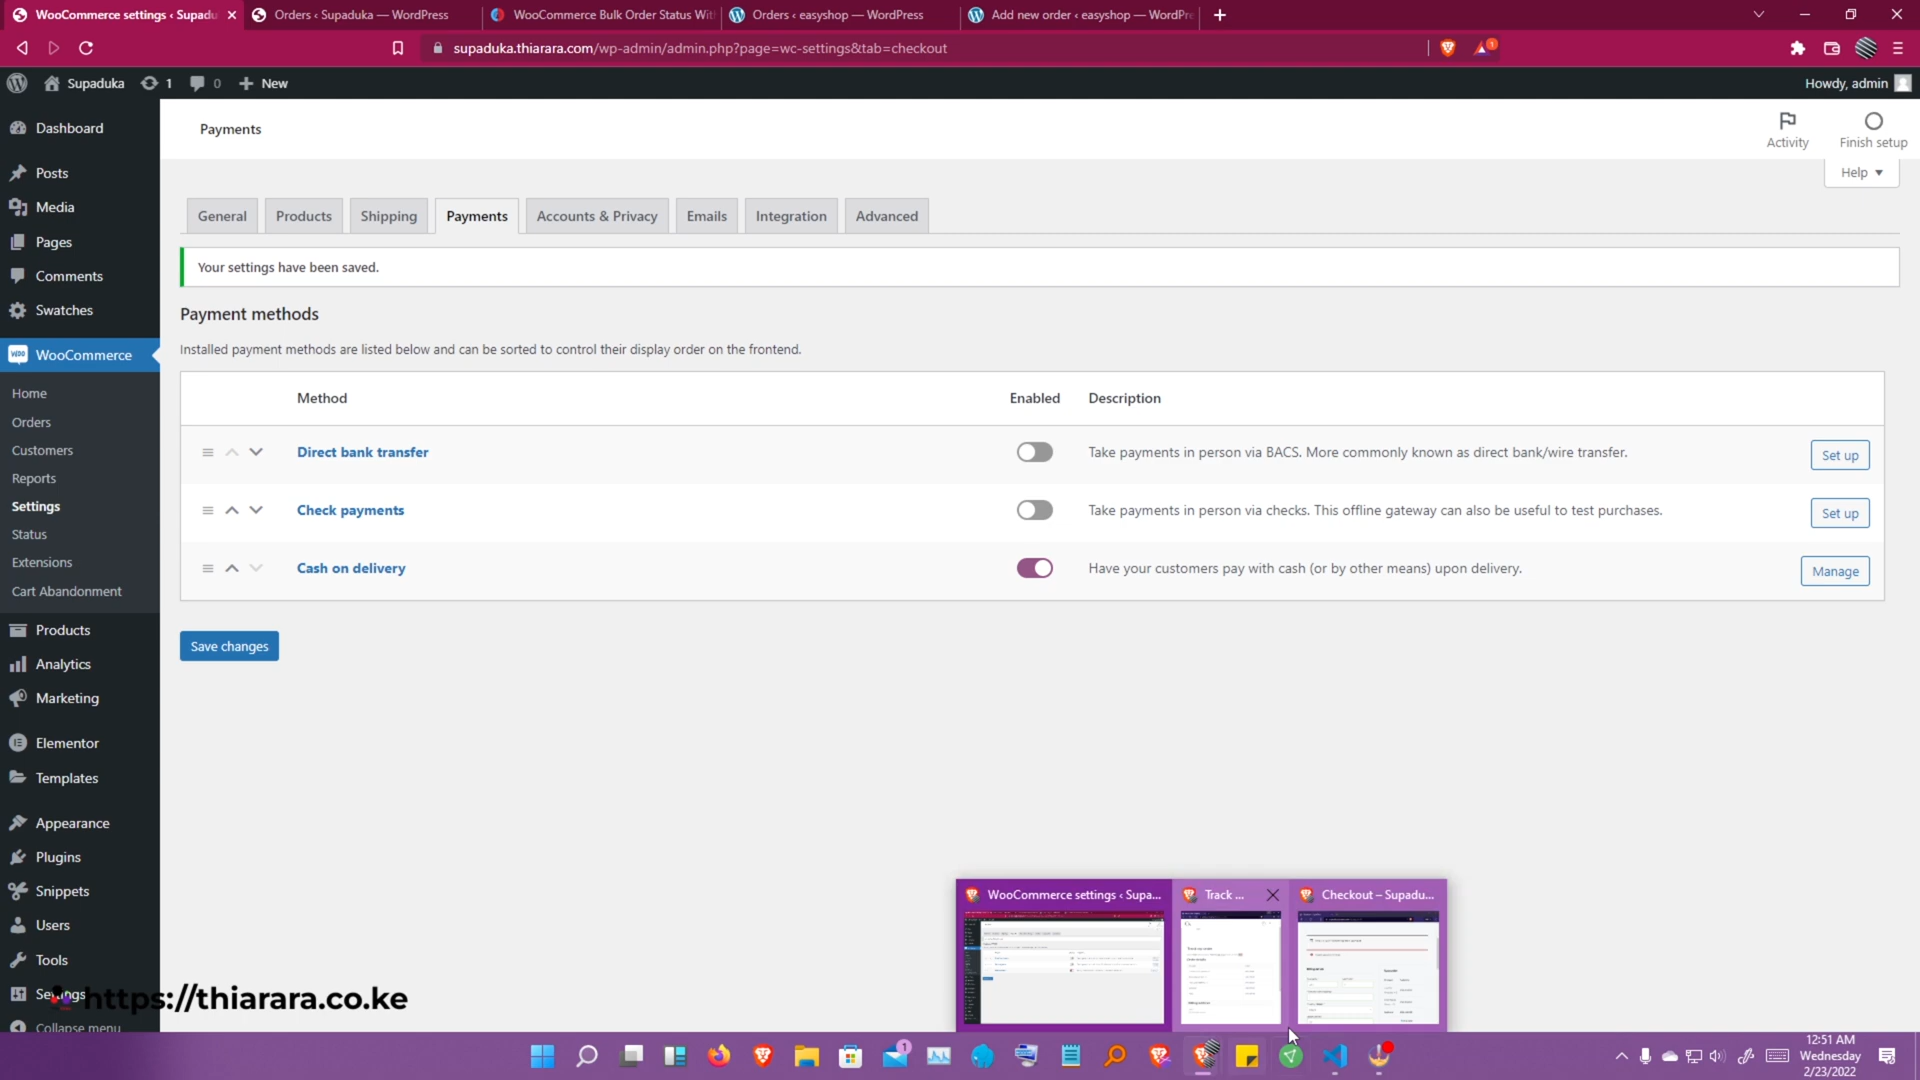 WooCommerce settings ‹ Supadu
Orders ‹ Supaduka — WordPress
WooCommerce Bulk Order Status Wit
Orders ‹ easyshop — WordPress
Add new order ‹ easyshop — WordPre
supaduka.thiarara.com/wp-admin/admin.php?page=wc-settings&tab=checkout
1
Supaduka
1
0
New
Howdy, admin
Dashboard
Posts
Media
Pages
Comments
Swatches
WooCommerce
Home
Orders
Customers
Reports
Settings
Status
Extensions
Cart Abandonment
Products
Analytics
Marketing
Elementor
Templates
Appearance
Plugins
Snippets
Users
Tools
Settings
Collapse menu
Payments
Activity
Finish setup
Help
General
Products
Shipping
Payments
Accounts & Privacy
Emails
Integration
Advanced
Your settings have been saved.
Payment methods
Installed payment methods are listed below and can be sorted to control their display order on the frontend.
Method
Enabled
Description
Direct bank transfer
Take payments in person via BACS. More commonly known as direct bank/wire transfer.
Set up
Check payments
Take payments in person via checks. This offline gateway can also be useful to test purchases.
Set up
Cash on delivery
Have your customers pay with cash (or by other means) upon delivery.
Manage
Save changes
WooCommerce settings ‹ Supa...
Track ...
Checkout – Supadu...
https://thiarara.co.ke
1
12:51 AM
Wednesday
2/23/2022